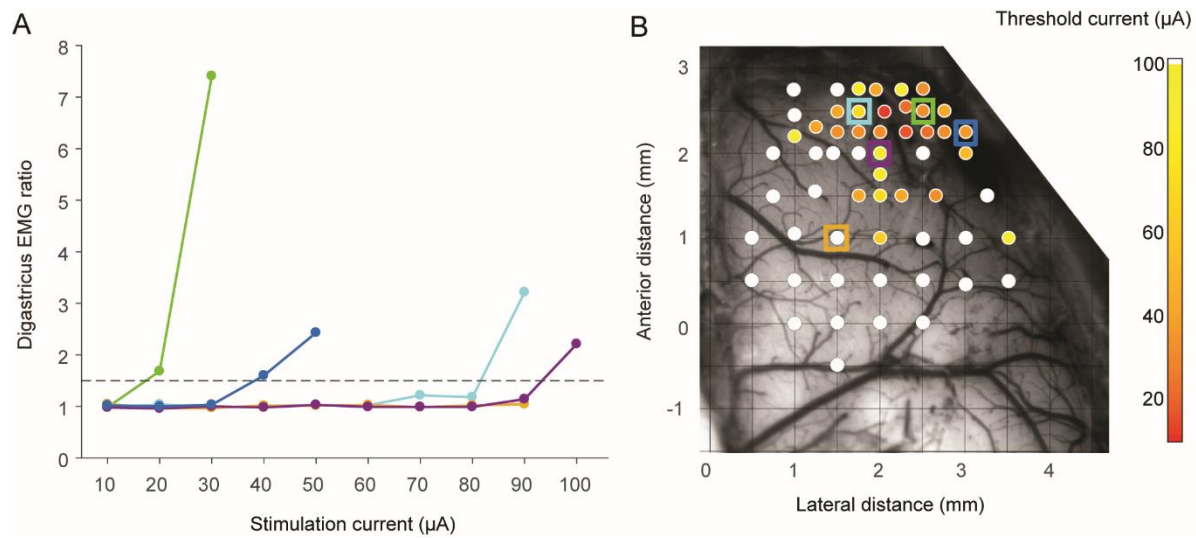 A
8
7
6
5
4
3
2
1
0
Digastricus EMG ratio
10 20 30 40 50 60 70 80 90 100
Stimulation current (µA)
B
Threshold current (µA)
3
2
1
0
-1
Anterior distance (mm)
0 1 2 3 4
Lateral distance (mm)
100
80
60
40
20